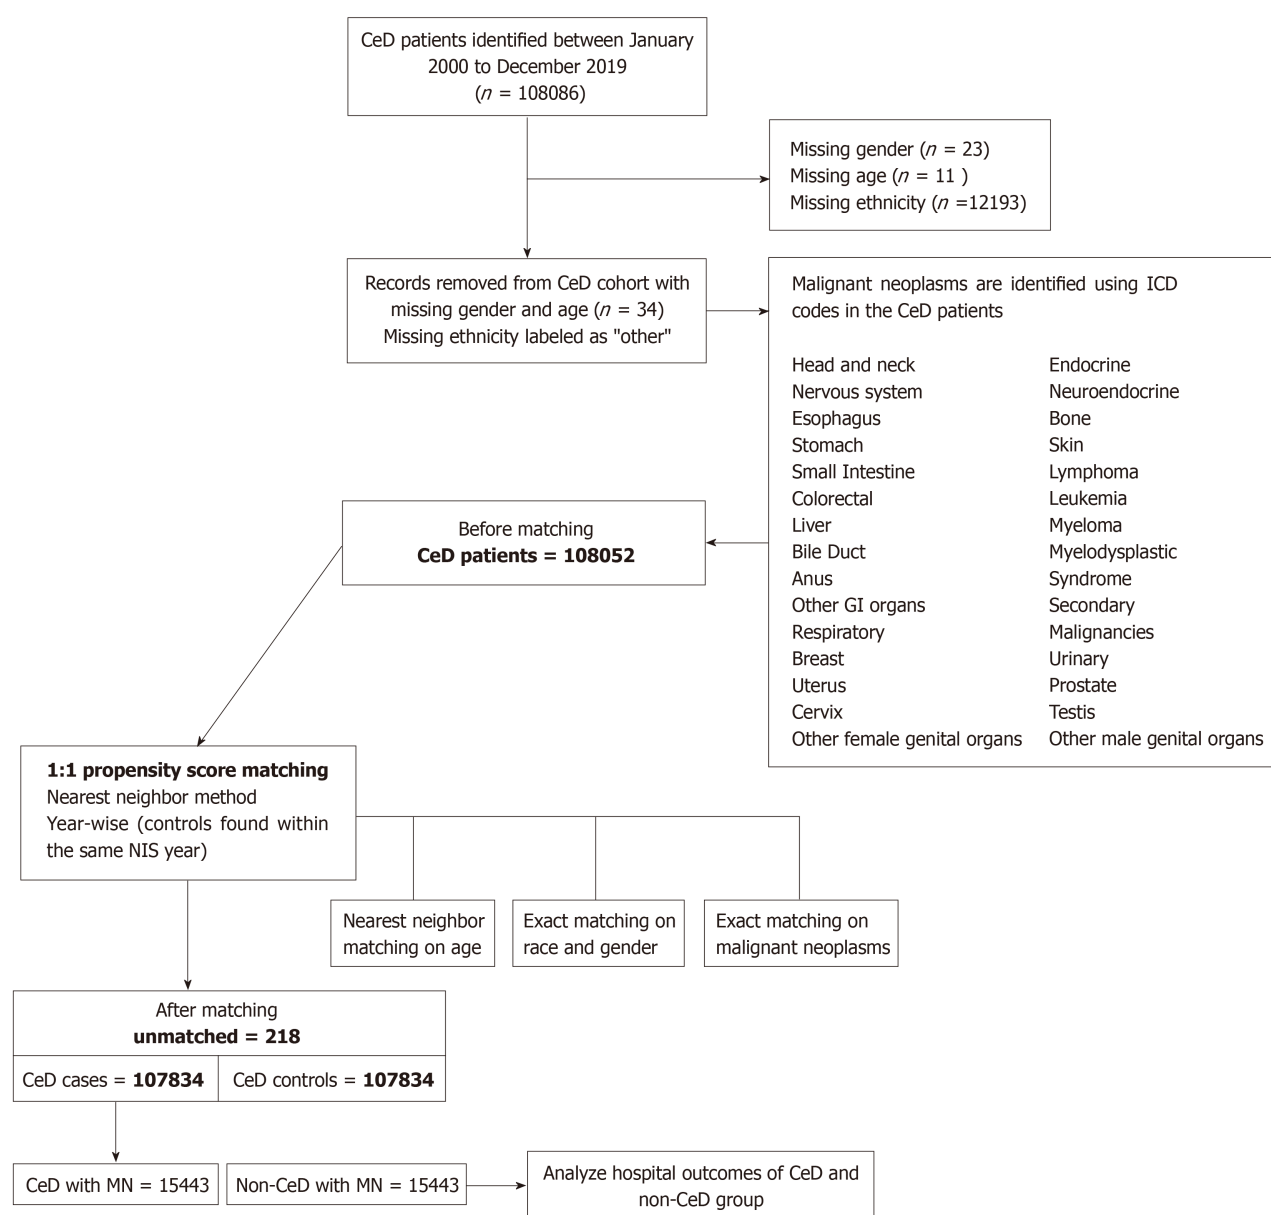 CeD patients identified between January
2000 to December 2019
(n = 108086)
Missing gender (n = 23)
Missing age (n = 11 )
Missing ethnicity (n =12193)
Records removed from CeD cohort with
missing gender and age (n = 34)
Missing ethnicity labeled as "other"
Malignant neoplasms are identified using ICD
codes in the CeD patients
Head and neck
Nervous system
Esophagus
Stomach
Small Intestine
Colorectal
Liver
Bile Duct
Anus
Other GI organs
Respiratory
Breast
Uterus
Cervix
Other female genital organs
Endocrine
Neuroendocrine
Bone
Skin
Lymphoma
Leukemia
Myeloma
Myelodysplastic
Syndrome
Secondary
Malignancies
Urinary
Prostate
Testis
Other male genital organs
Before matching
CeD patients = 108052
1:1 propensity score matching
Nearest neighbor method
Year-wise (controls found within
the same NIS year)
Nearest neighbor
matching on age
Exact matching on
race and gender
Exact matching on
malignant neoplasms
After matching
unmatched = 218
CeD cases = 107834
CeD controls = 107834
CeD with MN = 15443
Non-CeD with MN = 15443
Analyze hospital outcomes of CeD and
non-CeD group